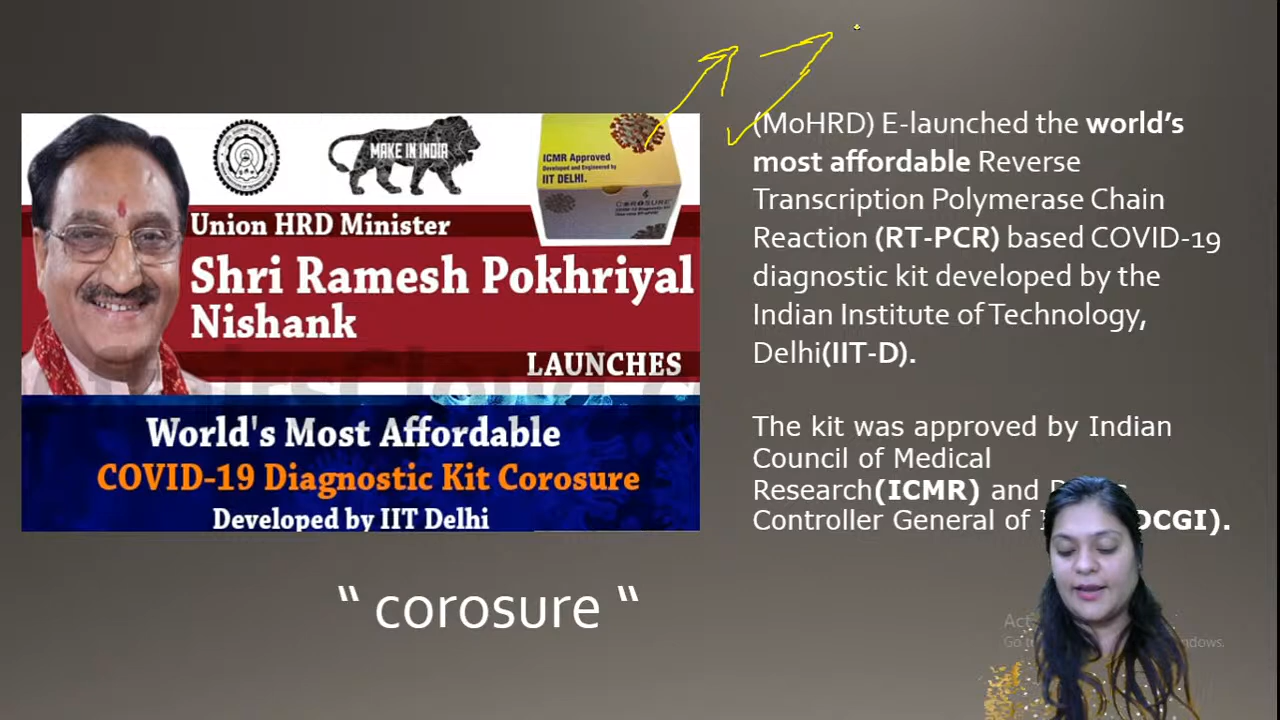 MAKE IN INDIA
ICMR Approved
Developed and Engineered by
IIT DELHI.
COROSURE
Union HRD Minister
Shri Ramesh Pokhriyal
Nishank
LAUNCHES
World's Most Affordable
COVID-19 Diagnostic Kit Corosure
Developed by IIT Delhi
“ corosure “
(MoHRD) E-launched the world’s
most affordable Reverse
Transcription Polymerase Chain
Reaction (RT-PCR) based COVID-19
diagnostic kit developed by the
Indian Institute of Technology,
Delhi(IIT-D).
The kit was approved by Indian
Council of Medical
Research(ICMR) and
Controller General of DCGI).